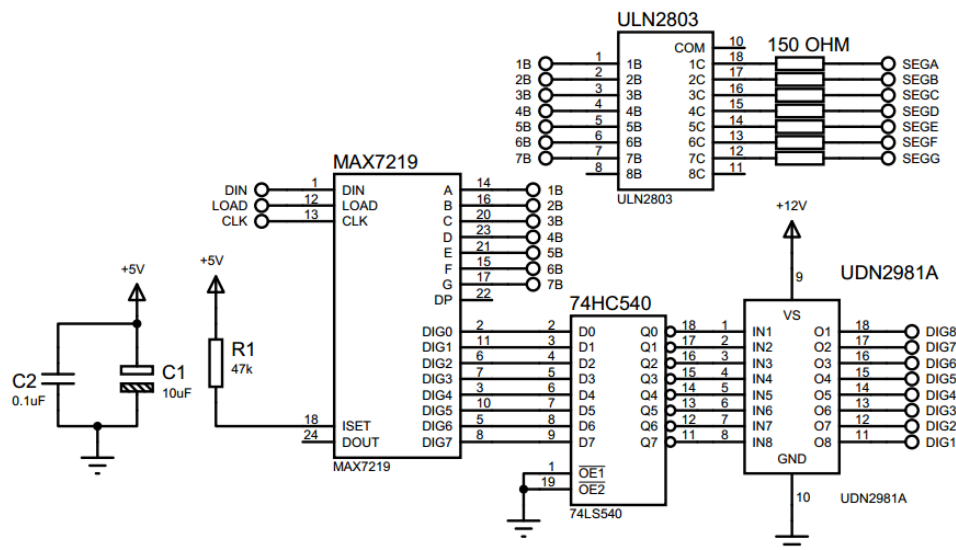 ULN2803
COM 10
150 OHM
1B 1 1B 1C 18 SEGA
2B 2 2B 2C 17 SEGB
3B 3 3B 3C 16 SEGC
4B 4 4B 4C 15 SEGD
5B 5 5B 5C 14 SEGE
6B 6 6B 6C 13 SEGF
7B 7 7B 7C 12 SEGG
8 8B 8C 11
ULN2803
MAX7219
DIN 1 DIN A 14 1B
LOAD 12 LOAD B 16 2B
CLK 13 CLK C 20 3B
D 23 4B
E 21 5B
F 15 6B
G 17 7B
DP 22
+12V
9
UDN2981A
+5V
+5V
74HC540
VS
DIG0 2 2 D0 Q0 18 1 IN1 O1 18 DIG8
DIG1 11 3 D1 Q1 17 2 IN2 O2 17 DIG7
DIG2 6 4 D2 Q2 16 3 IN3 O3 16 DIG6
DIG3 7 5 D3 Q3 15 4 IN4 O4 15 DIG5
DIG4 3 6 D4 Q4 14 5 IN5 O5 14 DIG4
DIG5 10 7 D5 Q5 13 6 IN6 O6 13 DIG3
DIG6 5 8 D6 Q6 12 7 IN7 O7 12 DIG2
DIG7 8 9 D7 Q7 11 8 IN8 O8 11 DIG1
R1
47k
C2
0.1uF
C1
10uF
18 ISET
24 DOUT
MAX7219
1 OE1
19 OE2
74LS540
GND
10
UDN2981A